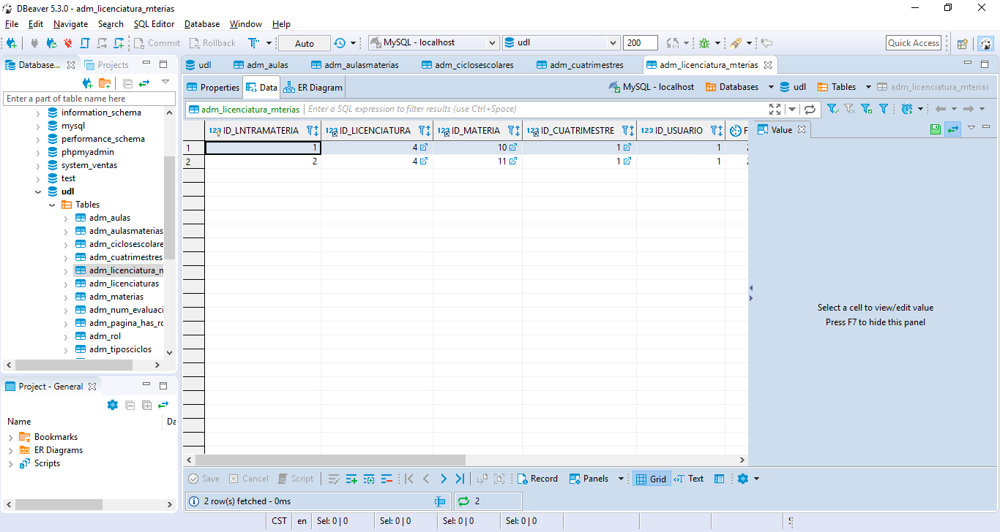 DBeaver 5.3.0 - adm_licenciatura_mterias
File Edit Navigate Search SQL Editor Database Window Help
Commit Rollback Auto MySQL - localhost udl 200 Quick Access
Database... Projects
Enter a part of table name here
information_schema
mysql
performance_schema
phpmyadmin
system_ventas
test
udl
Tables
adm_aulas
adm_aulasmaterias
adm_ciclosescolare
adm_cuatrimestres
adm_licenciatura_n
adm_licenciaturas
adm_materias
adm_num_evaluaci
adm_pagina_has_ro
adm_rol
adm_tiposciclos
Project - General
Name Da
Bookmarks
ER Diagrams
Scripts
udl adm_aulas adm_aulasmaterias adm_ciclosescolares adm_cuatrimestres adm_licenciatura_mterias
Properties Data ER Diagram MySQL - localhost Databases udl Tables adm_licenciatura_mterias
adm_licenciatura_mterias Enter a SQL expression to filter results (use Ctrl+Space)
123 ID_LNTRAMATERIA 123 ID_LICENCIATURA 123 ID_MATERIA 123 ID_CUATRIMESTRE 123 ID_USUARIO F
1 1 4 10 1 1 2
2 2 4 11 1 1 2
Value
Select a cell to view/edit value
Press F7 to hide this panel
Save Cancel Script Record Panels Grid Text
2 row(s) fetched - 0ms 2
CST en Sel: 0 | 0 Sel: 0 | 0 Sel: 0 | 0 Sel: 0 | 0